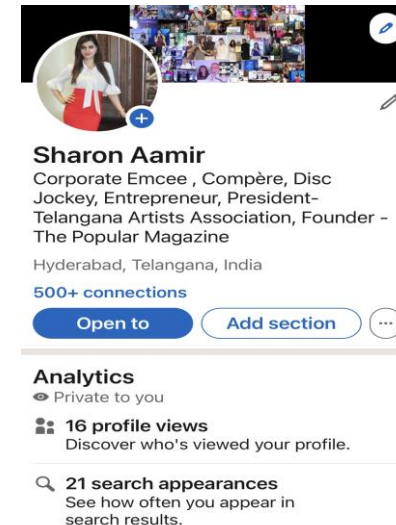 Sharon Aamir
Corporate Emcee , Compère, Disc
Jockey, Entrepreneur, President-
Telangana Artists Association, Founder -
The Popular Magazine
Hyderabad, Telangana, India
500+ connections
Open to
Add section
Analytics
Private to you
16 profile views
Discover who's viewed your profile.
21 search appearances
See how often you appear in
search results.